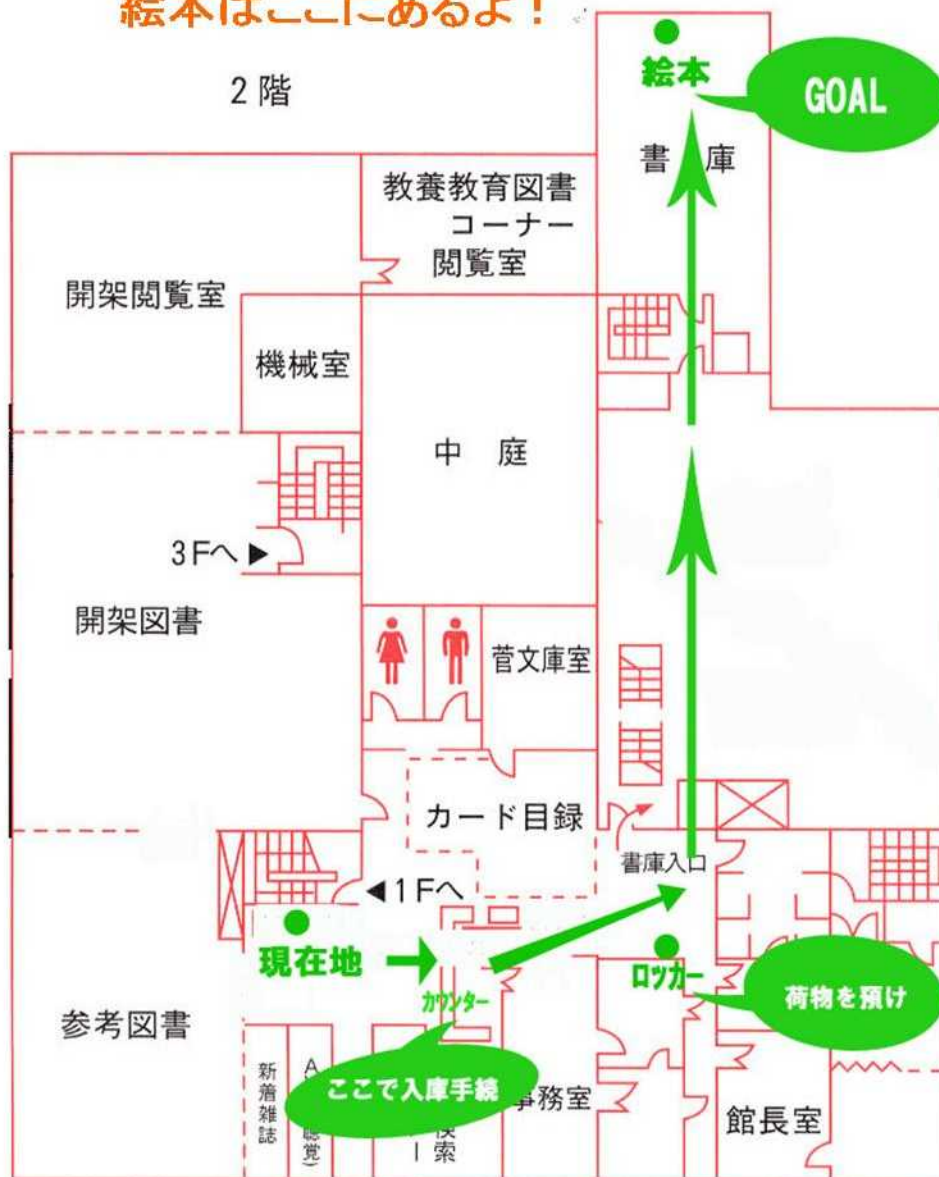 絵本はここにあるよ！
2階
絵本
GOAL
書庫
教養教育図書
コーナー
閲覧室
開架閲覧室
機械室
中庭
3Fへ▶
開架図書
菅文庫室
カード目録
書庫入口
◀1Fへ
現在地
カウンター
ロッカー
荷物を預け
参考図書
新着雑誌
ここで入庫手続
事務室
館長室